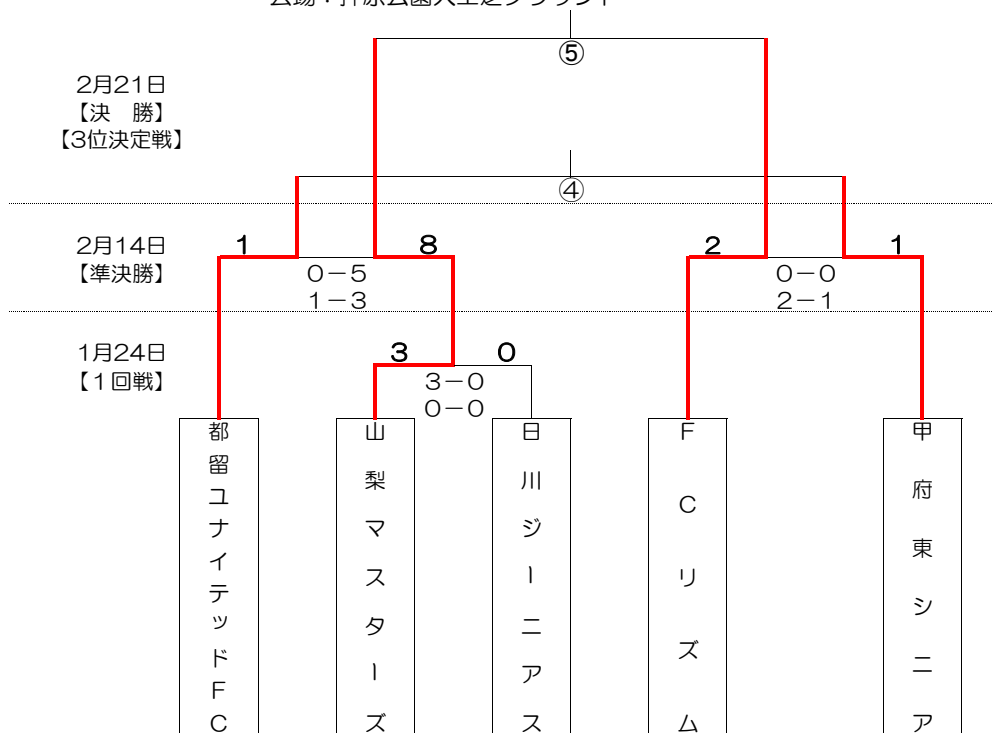 ⑤
2月21日
【決　勝】
【3位決定戦】
④
2月14日
【準決勝】
1 8 2 1
0－5 0－0
1－3 2－1
1月24日
【1回戦】
3 0
3－0
0－0
都留ユナイテッドFC
山梨マスターズ
日川ジーニアス
FCリズム
甲府東シニア